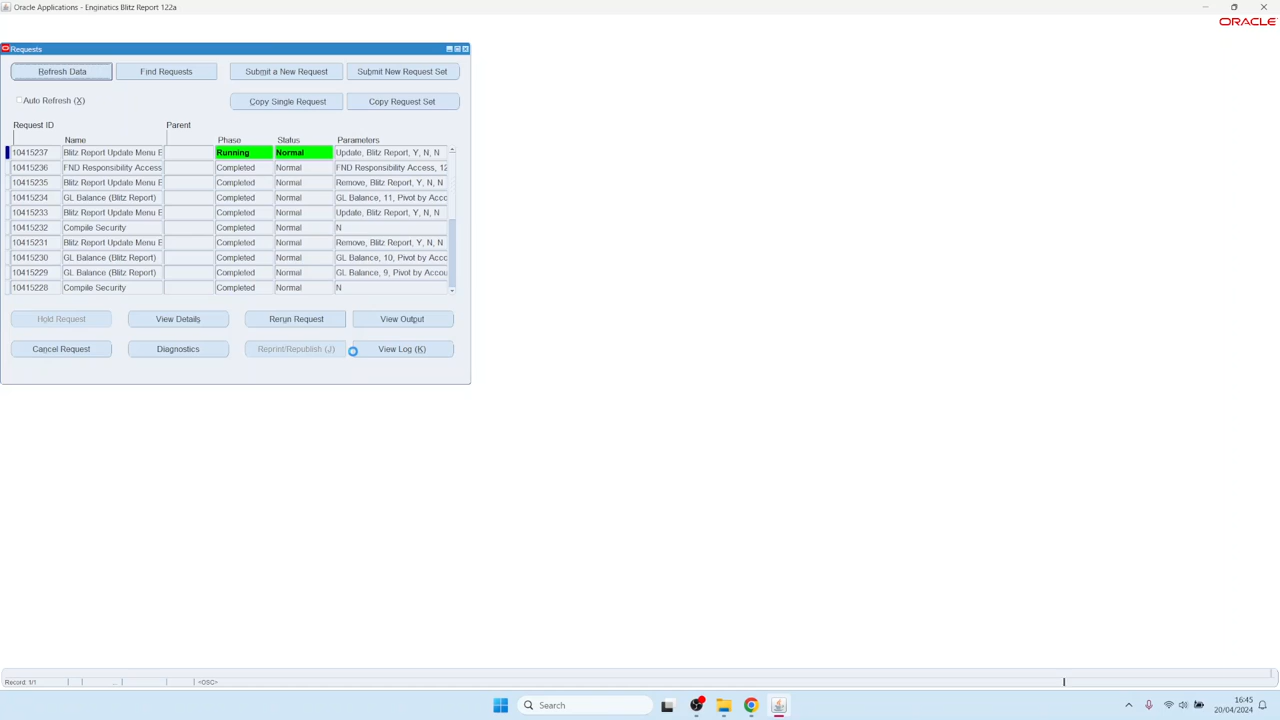 Oracle Applications - Enginatics Blitz Report 122a
ORACLE
Requests
Refresh Data
Find Requests
Submit a New Request
Submit New Request Set
Auto Refresh (X)
Copy Single Request
Copy Request Set
Request ID
Parent
Name
Phase
Status
Parameters
10415237 Blitz Report Update Menu E Running Normal Update, Blitz Report, Y, N, N
10415236 FND Responsibility Access Completed Normal FND Responsibility Access, 12
10415235 Blitz Report Update Menu E Completed Normal Remove, Blitz Report, Y, N, N
10415234 GL Balance (Blitz Report) Completed Normal GL Balance, 11, Pivot by Acco
10415233 Blitz Report Update Menu E Completed Normal Update, Blitz Report, Y, N, N
10415232 Compile Security Completed Normal N
10415231 Blitz Report Update Menu E Completed Normal Remove, Blitz Report, Y, N, N
10415230 GL Balance (Blitz Report) Completed Normal GL Balance, 10, Pivot by Acco
10415229 GL Balance (Blitz Report) Completed Normal GL Balance, 9, Pivot by Accou
10415228 Compile Security Completed Normal N
Hold Request
View Details
Rerun Request
View Output
Cancel Request
Diagnostics
Reprint/Republish (J)
View Log (K)
Record: 1/1 ... <OSC>
Search
16:45
20/04/2024